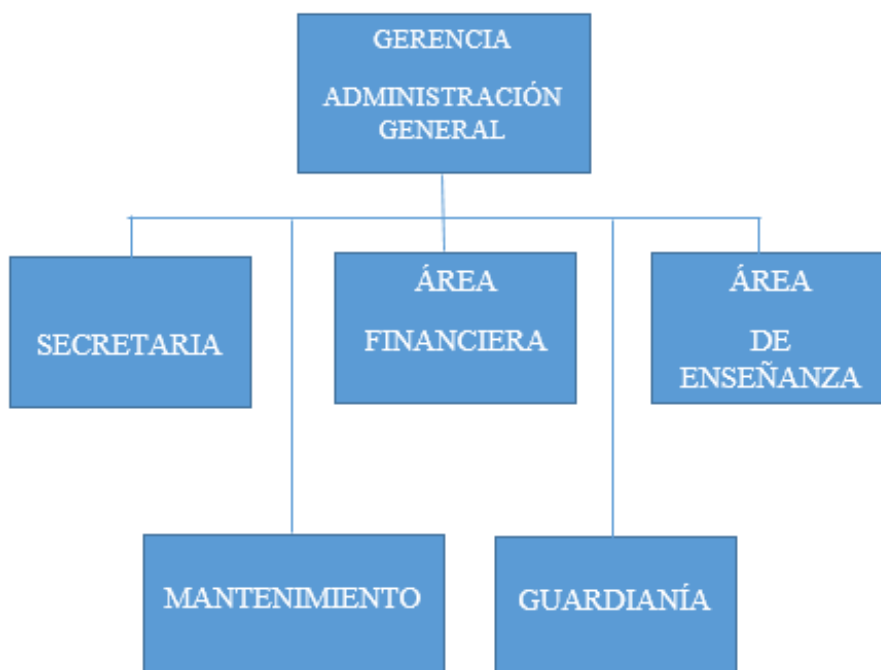 GERENCIA
ADMINISTRACIÓN
GENERAL
SECRETARIA
ÁREA
FINANCIERA
ÁREA
DE
ENSEÑANZA
MANTENIMIENTO
GUARDIANÍA